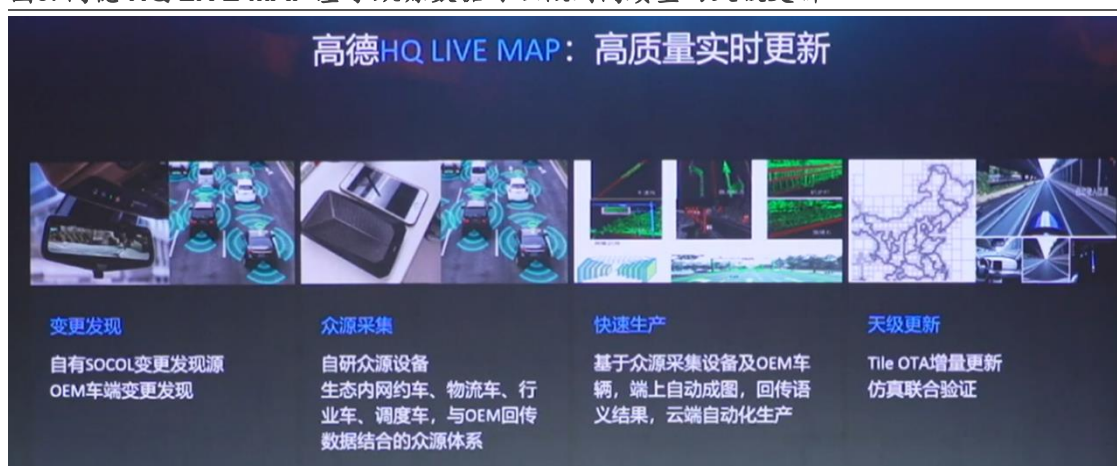 高德HQ LIVE MAP：高质量实时更新
变更发现
自有SOCOL变更发现源
OEM车端变更发现
众源采集
自研众源设备
生态内网约车、物流车、行
业车、调度车，与OEM回传
数据结合的众源体系
快速生产
基于众源采集设备及OEM车
辆，端上自动成图，回传语
义结果，云端自动化生产
天级更新
Tile OTA增量更新
仿真联合验证